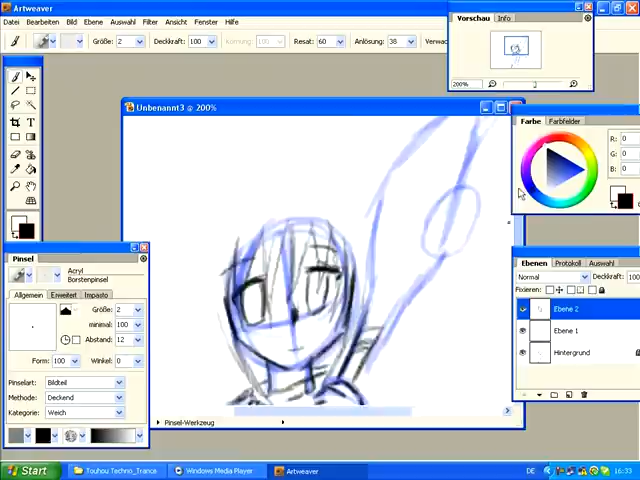 Artweaver
Datei Bearbeiten Bild Ebene Auswahl Filter Ansicht Fenster Hilfe
Größe: 2 Deckkraft: 100 Körnung: 100 Resat: 60 Anlösung: 38 Verwac
Vorschau Info
200%
Unbenannt3 @ 200%
Farbe Farbfelder
R: 0
G: 0
B: 0
Pinsel
Acryl
Borstenpinsel
Allgemein Erweitert Impasto
Größe: 2
minimal: 100
Abstand: 12
Form: 100 Winkel: 0
Pinselart: Bildteil
Methode: Deckend
Kategorie: Weich
Ebenen Protokoll Auswahl
Normal Deckkraft: 100
Fixieren:
Ebene 2
Ebene 1
Hintergrund
Pinsel-Werkzeug
Start Touhou Techno_Trance Windows Media Player Artweaver DE 16:33